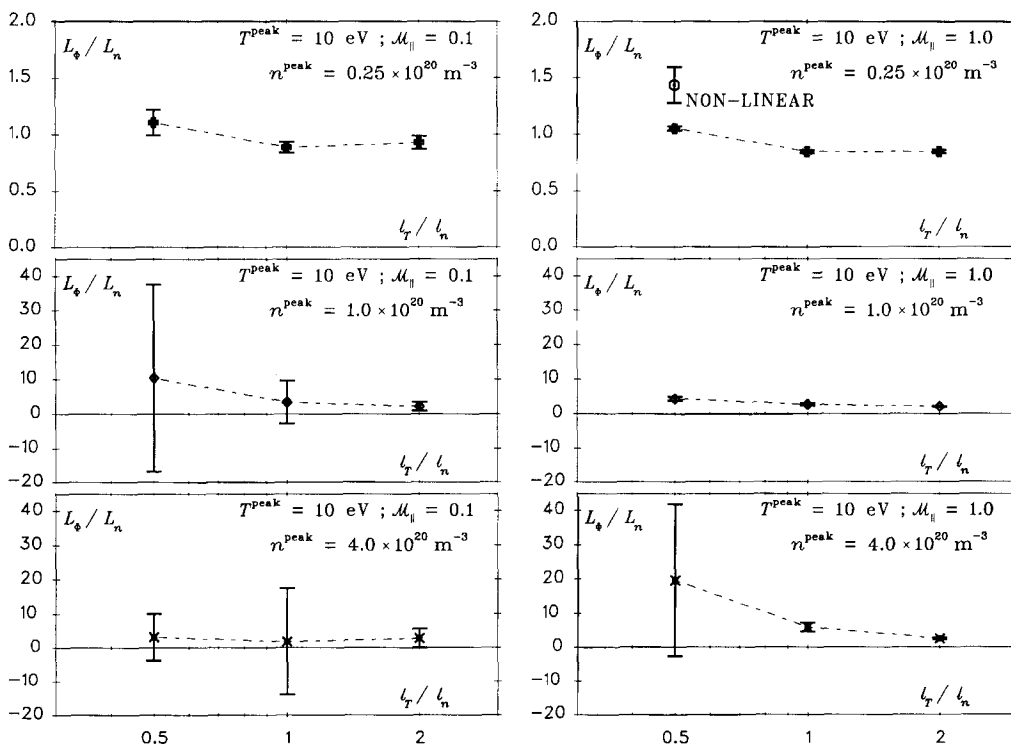 2.0
L_Φ / L_n
T^peak = 10 eV ; ℳ_∥ = 0.1
n^peak = 0.25 × 10^20 m^−3
1.5
1.0
0.5
l_T / l_n
0.0
2.0
L_Φ / L_n
T^peak = 10 eV ; ℳ_∥ = 1.0
n^peak = 0.25 × 10^20 m^−3
1.5
NON−LINEAR
1.0
0.5
l_T / l_n
0.0
40
L_Φ / L_n
T^peak = 10 eV ; ℳ_∥ = 0.1
n^peak = 1.0 × 10^20 m^−3
30
20
10
0
−10
l_T / l_n
−20
40
L_Φ / L_n
T^peak = 10 eV ; ℳ_∥ = 1.0
n^peak = 1.0 × 10^20 m^−3
30
20
10
0
−10
l_T / l_n
−20
40
L_Φ / L_n
T^peak = 10 eV ; ℳ_∥ = 0.1
n^peak = 4.0 × 10^20 m^−3
30
20
10
0
−10
l_T / l_n
−20
0.5 1 2
40
L_Φ / L_n
T^peak = 10 eV ; ℳ_∥ = 1.0
n^peak = 4.0 × 10^20 m^−3
30
20
10
0
−10
l_T / l_n
−20
0.5 1 2